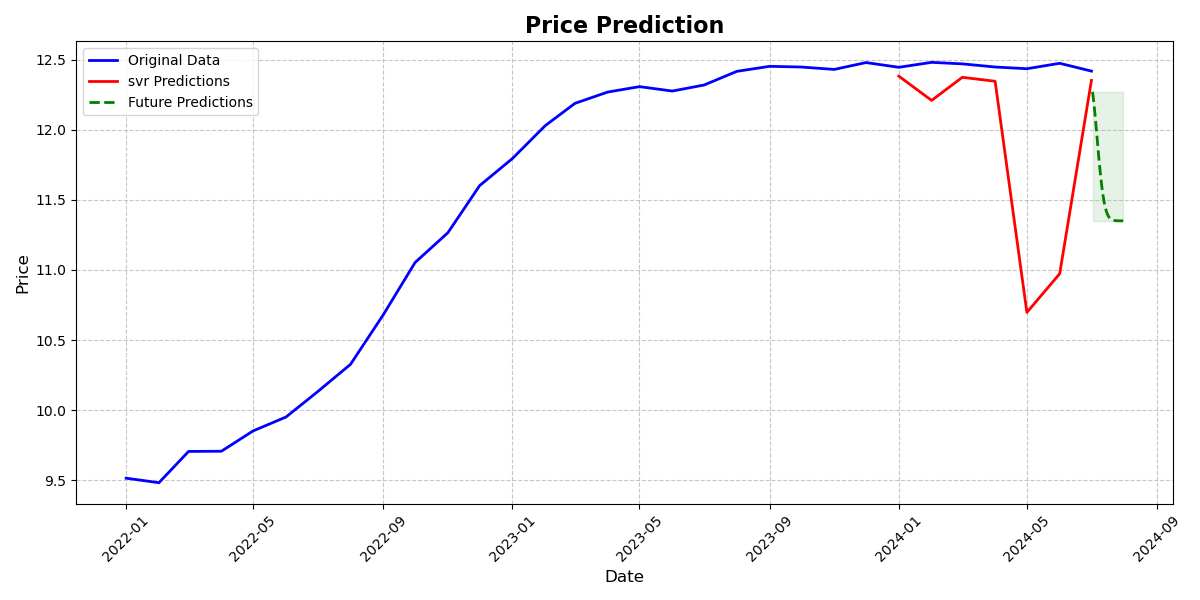 Price Prediction
Original Data
svr Predictions
Future Predictions
Price
12.5
12.0
11.5
11.0
10.5
10.0
9.5
2022-01
2022-05
2022-09
2023-01
2023-05
2023-09
2024-01
2024-05
2024-09
Date